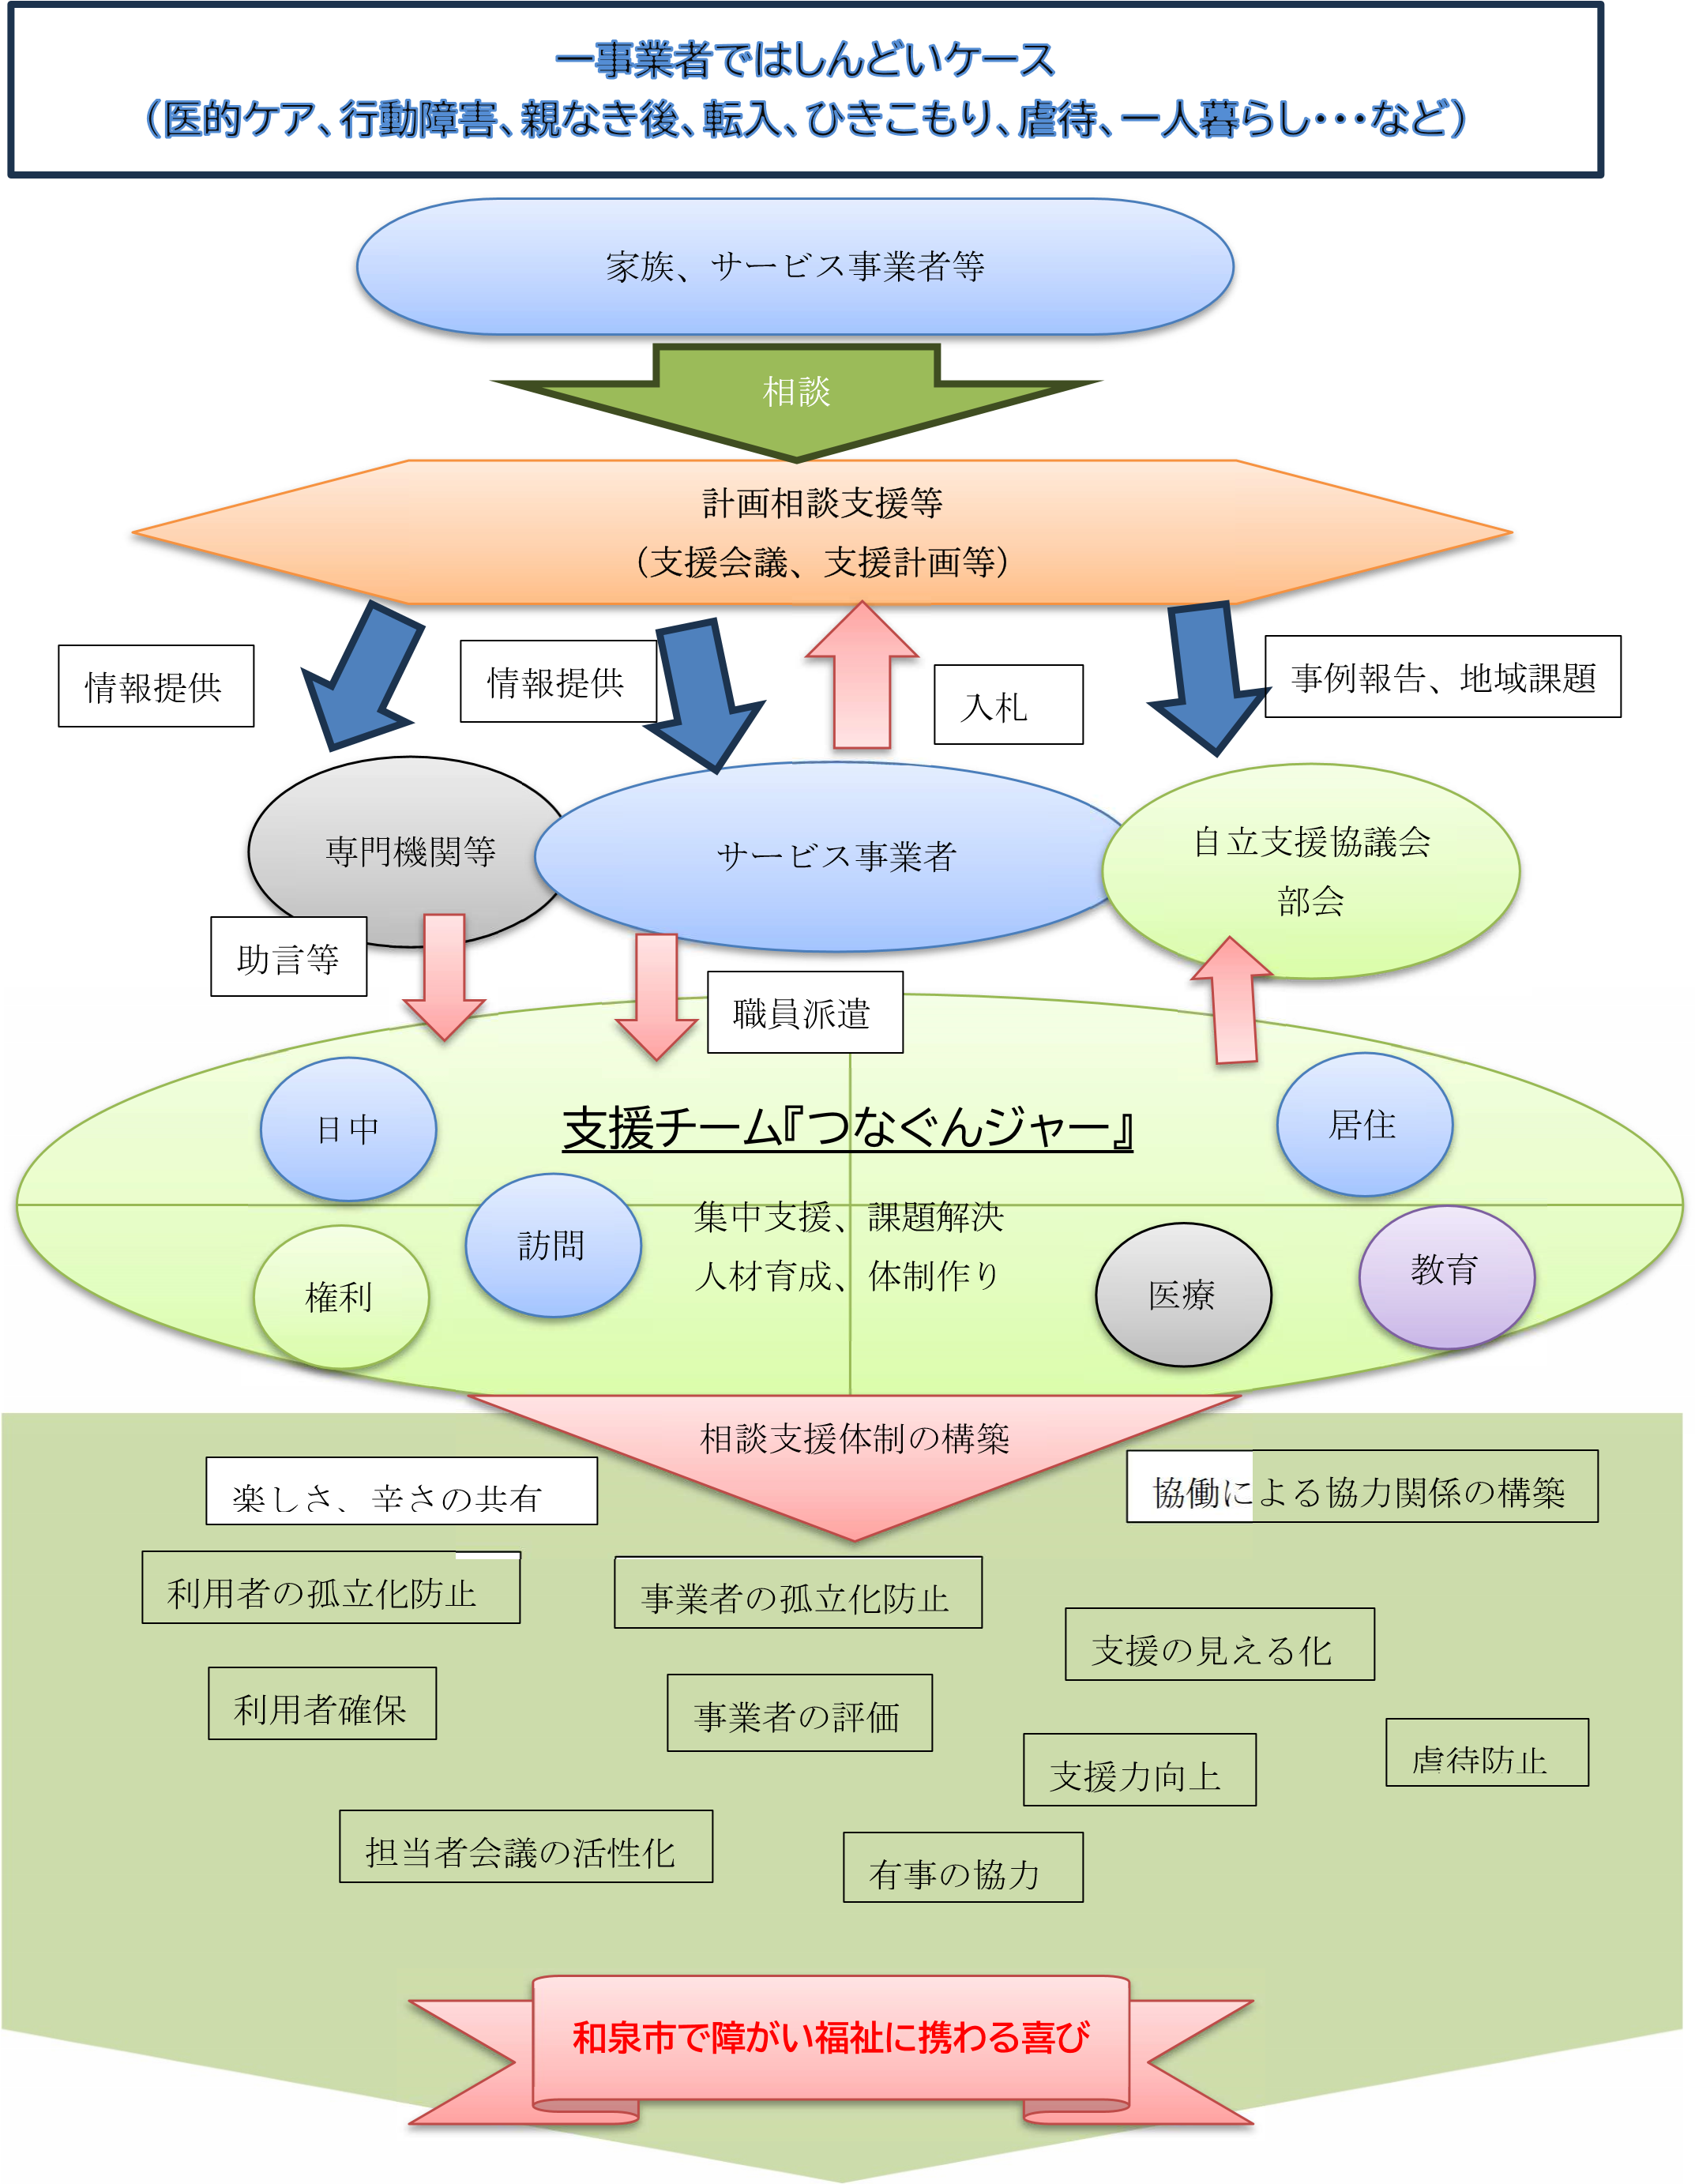 一事業者ではしんどいケース
（医的ケア、行動障害、親なき後、転入、ひきこもり、虐待、一人暮らし・・・など）
家族、サービス事業者等
相談
計画相談支援等
（支援会議、支援計画等）
情報提供
情報提供
入札
事例報告、地域課題
専門機関等
サービス事業者
自立支援協議会
部会
助言等
職員派遣
日中
支援チーム『つなぐんジャー』
居住
訪問
集中支援、課題解決
人材育成、体制作り
権利
医療
教育
相談支援体制の構築
楽しさ、辛さの共有
協働による協力関係の構築
利用者の孤立化防止
事業者の孤立化防止
支援の見える化
利用者確保
事業者の評価
支援力向上
虐待防止
担当者会議の活性化
有事の協力
和泉市で障がい福祉に携わる喜び